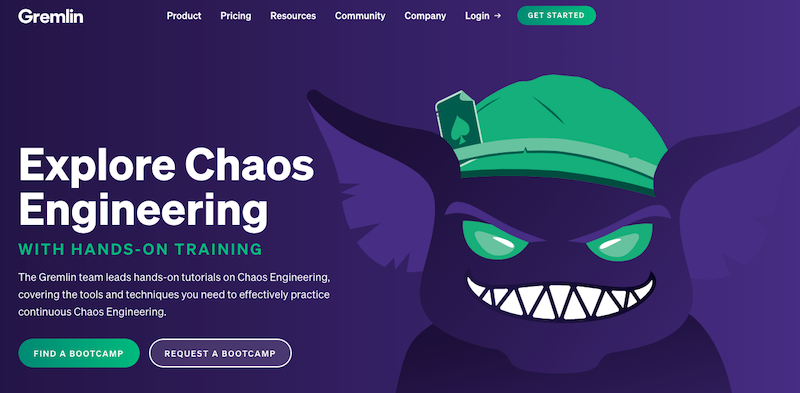 Gremlin
Product Pricing Resources Community Company Login → GET STARTED
Explore Chaos
Engineering
WITH HANDS-ON TRAINING
The Gremlin team leads hands-on tutorials on Chaos Engineering,
covering the tools and techniques you need to effectively practice
continuous Chaos Engineering.
FIND A BOOTCAMP
REQUEST A BOOTCAMP